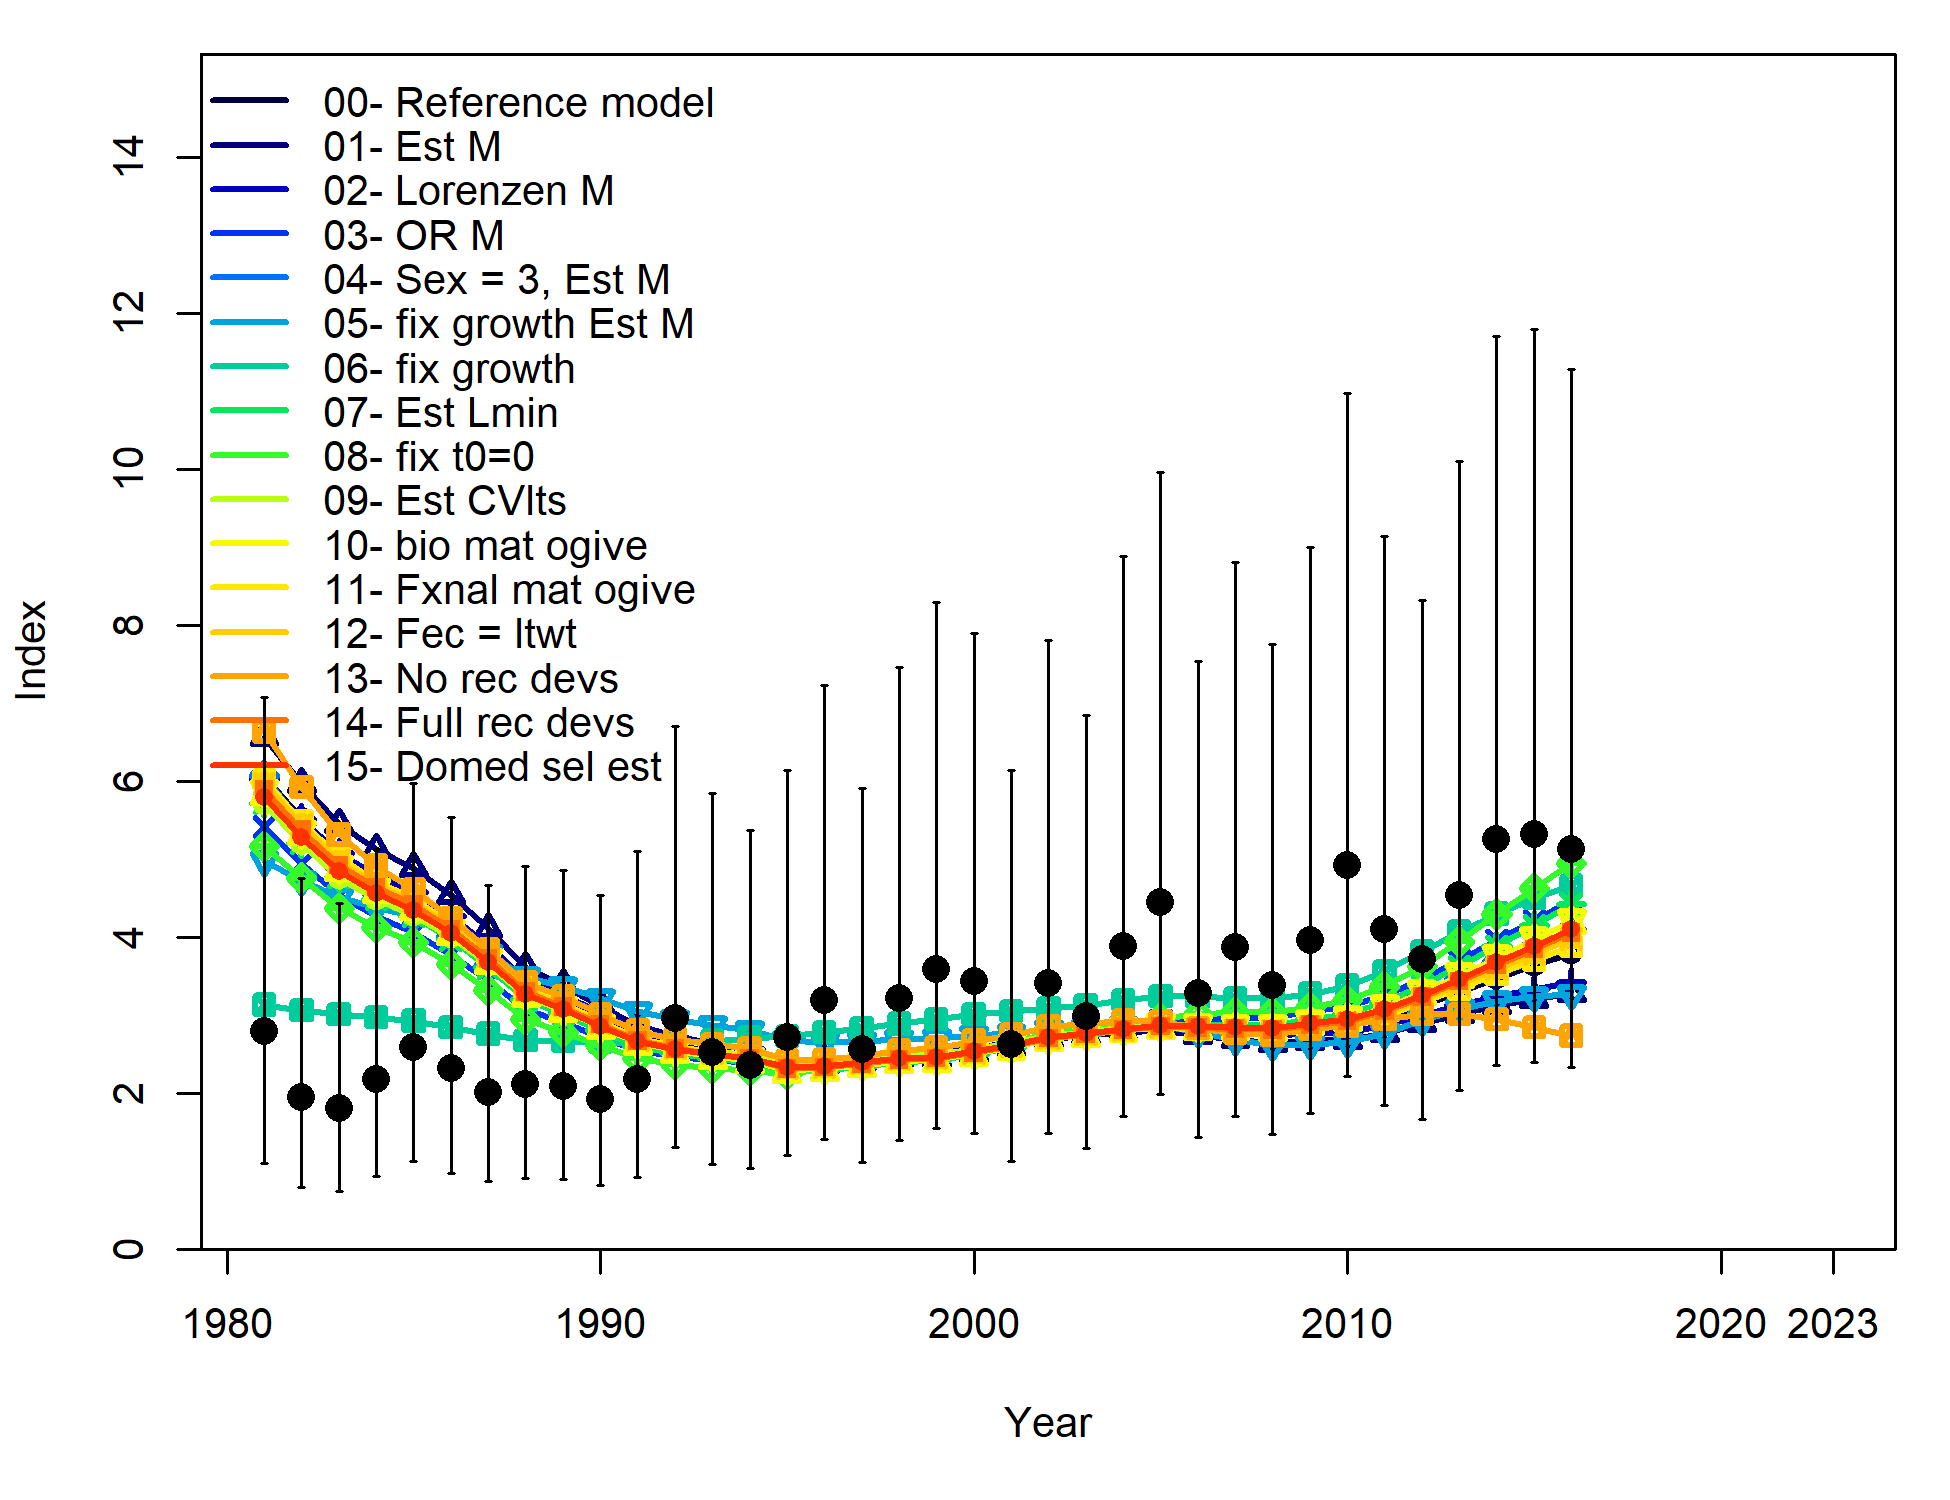 00- Reference model
01- Est M
02- Lorenzen M
03- OR M
04- Sex = 3, Est M
05- fix growth Est M
06- fix growth
07- Est Lmin
08- fix t0=0
09- Est CVlts
10- bio mat ogive
11- Fxnal mat ogive
12- Fec = ltwt
13- No rec devs
14- Full rec devs
15- Domed sel est
14
12
10
8
6
4
2
0
Index
1980 1990 2000 2010 2020 2023
Year